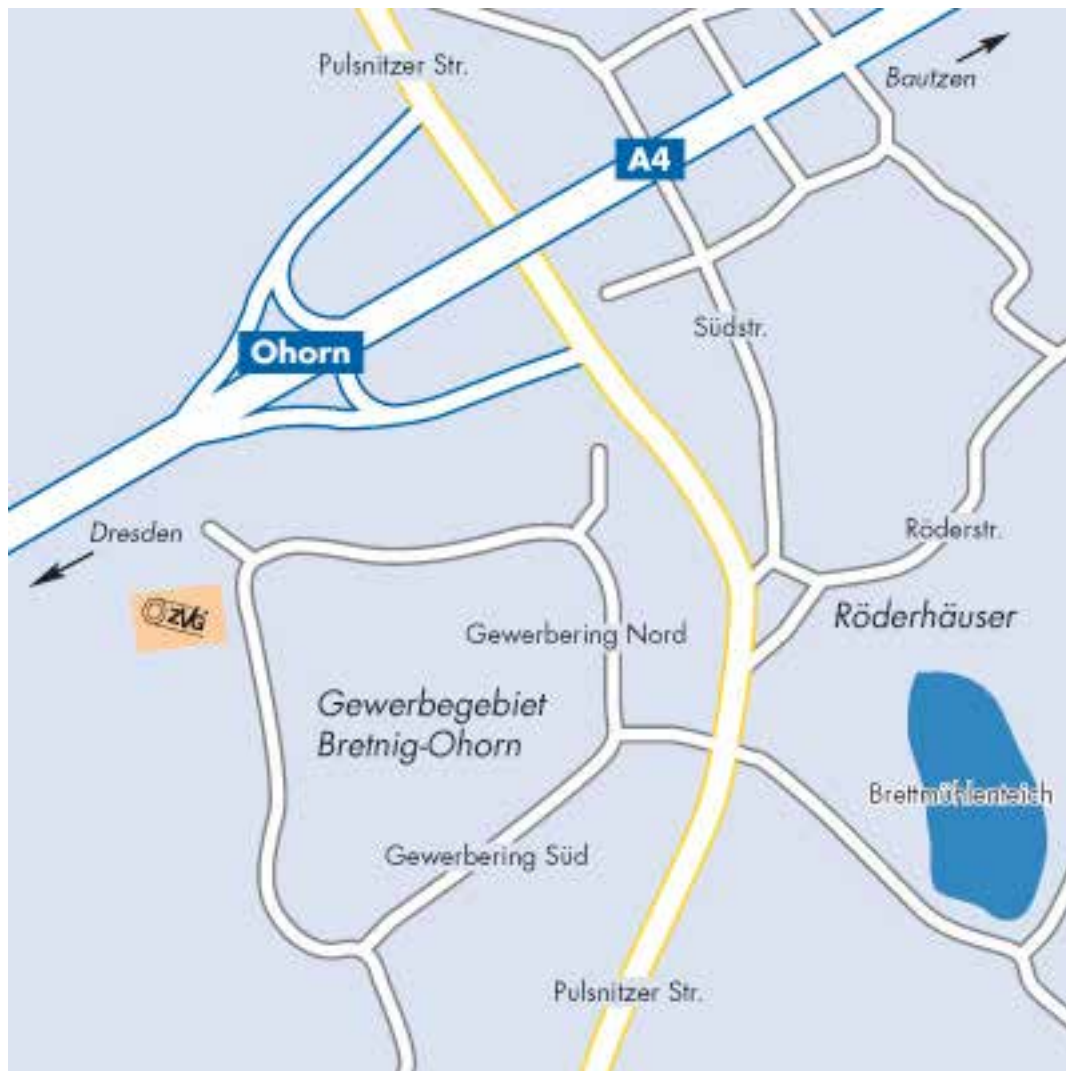 Pulsnitzer Str.
Bautzen
A4
Südstr.
Ohorn
Dresden
Röderstr.
ZVG
Gewerbering Nord
Röderhäuser
Gewerbegebiet
Bretnig-Ohorn
Brettmühlenteich
Gewerbering Süd
Pulsnitzer Str.